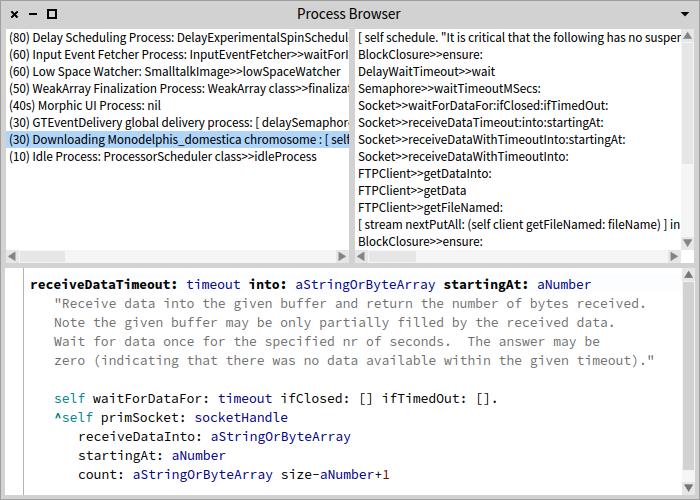 Process Browser
(80) Delay Scheduling Process: DelayExperimentalSpinSchedul
(60) Input Event Fetcher Process: InputEventFetcher>>waitForI
(60) Low Space Watcher: SmalltalkImage>>lowSpaceWatcher
(50) WeakArray Finalization Process: WeakArray class>>finalizat
(40s) Morphic UI Process: nil
(30) GTEventDelivery global delivery process: [ delaySemaphor
(30) Downloading Monodelphis_domestica chromosome : [ self
(10) Idle Process: ProcessorScheduler class>>idleProcess
[ self schedule. "It is critical that the following has no susper
BlockClosure>>ensure:
DelayWaitTimeout>>wait
Semaphore>>waitTimeoutMSecs:
Socket>>waitForDataFor:ifClosed:ifTimedOut:
Socket>>receiveDataTimeout:into:startingAt:
Socket>>receiveDataWithTimeoutInto:startingAt:
Socket>>receiveDataWithTimeoutInto:
FTPClient>>getDataInto:
FTPClient>>getData
FTPClient>>getFileNamed:
[ stream nextPutAll: (self client getFileNamed: fileName) ] in
BlockClosure>>ensure:
receiveDataTimeout: timeout into: aStringOrByteArray startingAt: aNumber
"Receive data into the given buffer and return the number of bytes received.
Note the given buffer may be only partially filled by the received data.
Wait for data once for the specified nr of seconds.  The answer may be
zero (indicating that there was no data available within the given timeout)."
self waitForDataFor: timeout ifClosed: [] ifTimedOut: [].
^self primSocket: socketHandle
receiveDataInto: aStringOrByteArray
startingAt: aNumber
count: aStringOrByteArray size-aNumber+1